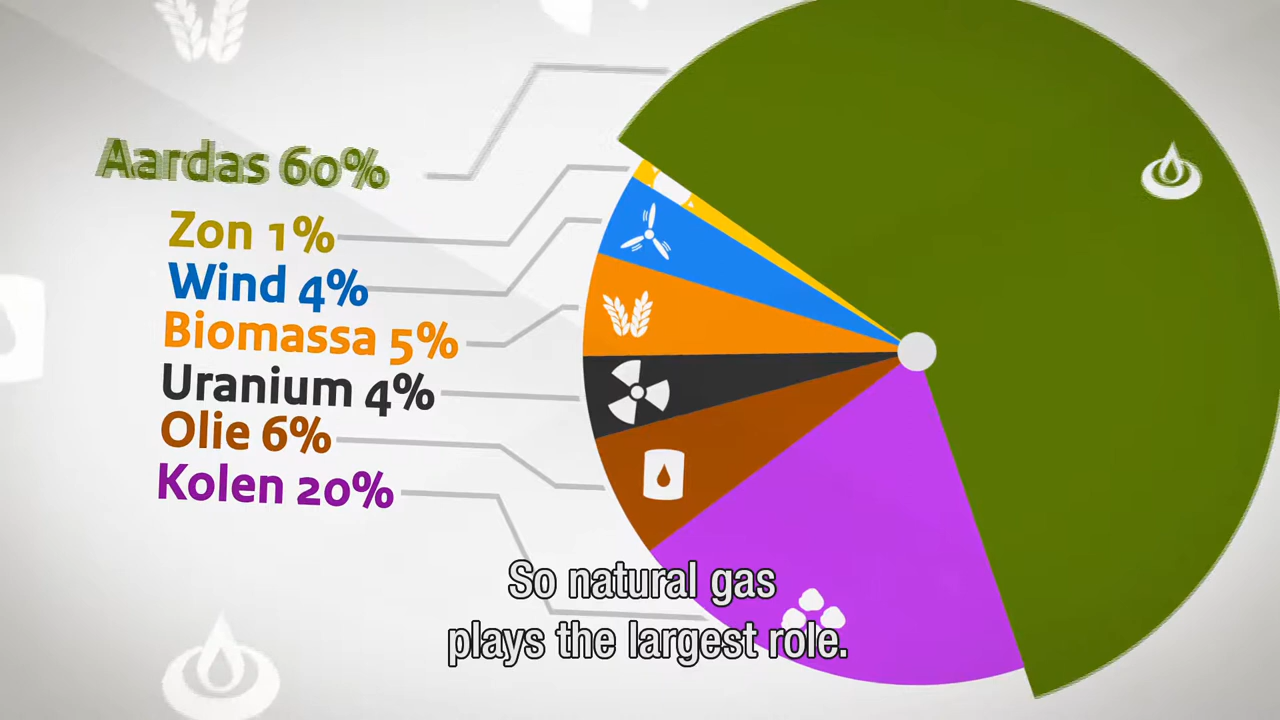 Aardas 60%
Zon 1%
Wind 4%
Biomassa 5%
Uranium 4%
Olie 6%
Kolen 20%
So natural gas
plays the largest role.